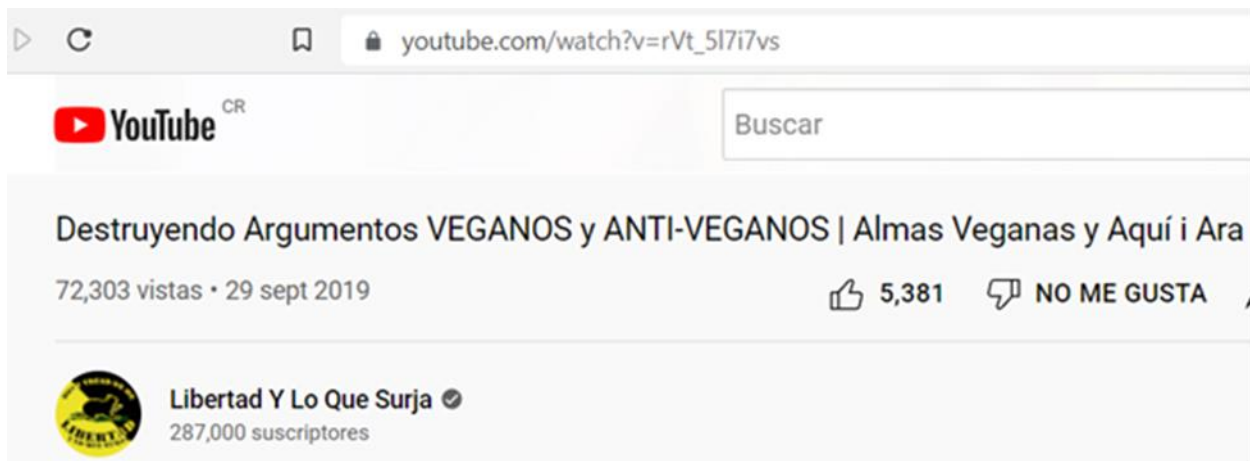 youtube.com/watch?v=rVt_5l7i7vs
YouTube CR
Buscar
Destruyendo Argumentos VEGANOS y ANTI-VEGANOS | Almas Veganas y Aquí i Ara
72,303 vistas • 29 sept 2019
5,381 NO ME GUSTA
Libertad Y Lo Que Surja
287,000 suscriptores
LIBERTAD